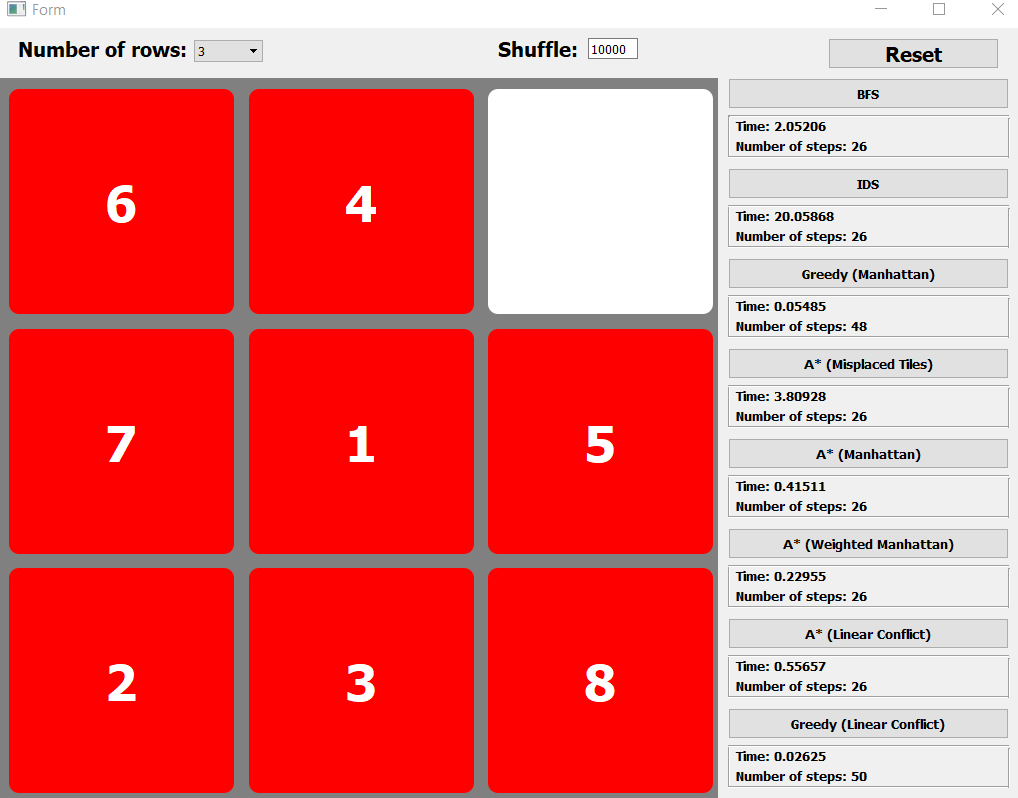 Form
Number of rows: 3
Shuffle: 10000
Reset
6 4
7 1 5
2 3 8
BFS
Time: 2.05206
Number of steps: 26
IDS
Time: 20.05868
Number of steps: 26
Greedy (Manhattan)
Time: 0.05485
Number of steps: 48
A* (Misplaced Tiles)
Time: 3.80928
Number of steps: 26
A* (Manhattan)
Time: 0.41511
Number of steps: 26
A* (Weighted Manhattan)
Time: 0.22955
Number of steps: 26
A* (Linear Conflict)
Time: 0.55657
Number of steps: 26
Greedy (Linear Conflict)
Time: 0.02625
Number of steps: 50